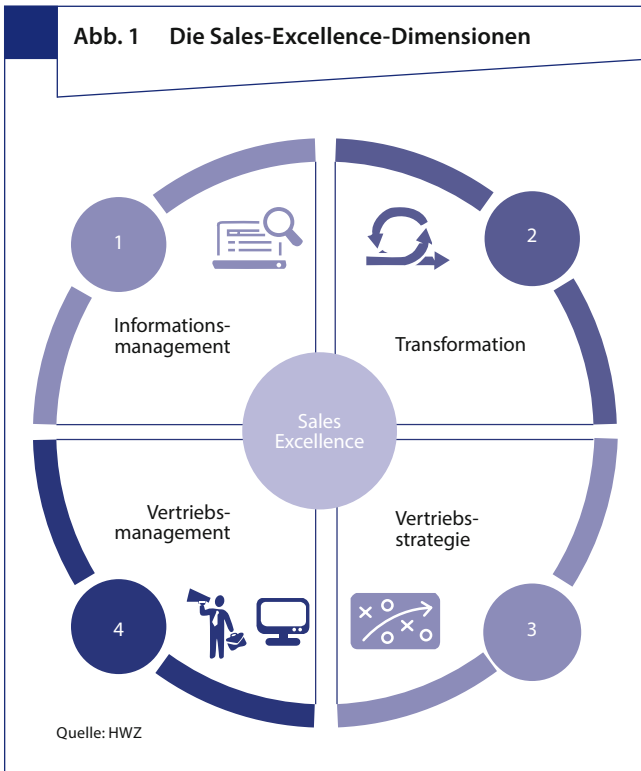 Abb. 1 Die Sales-Excellence-Dimensionen
1
Informations-
management
2
Transformation
Sales
Excellence
Vertriebs-
management
4
Vertriebs-
strategie
3
Quelle: HWZ